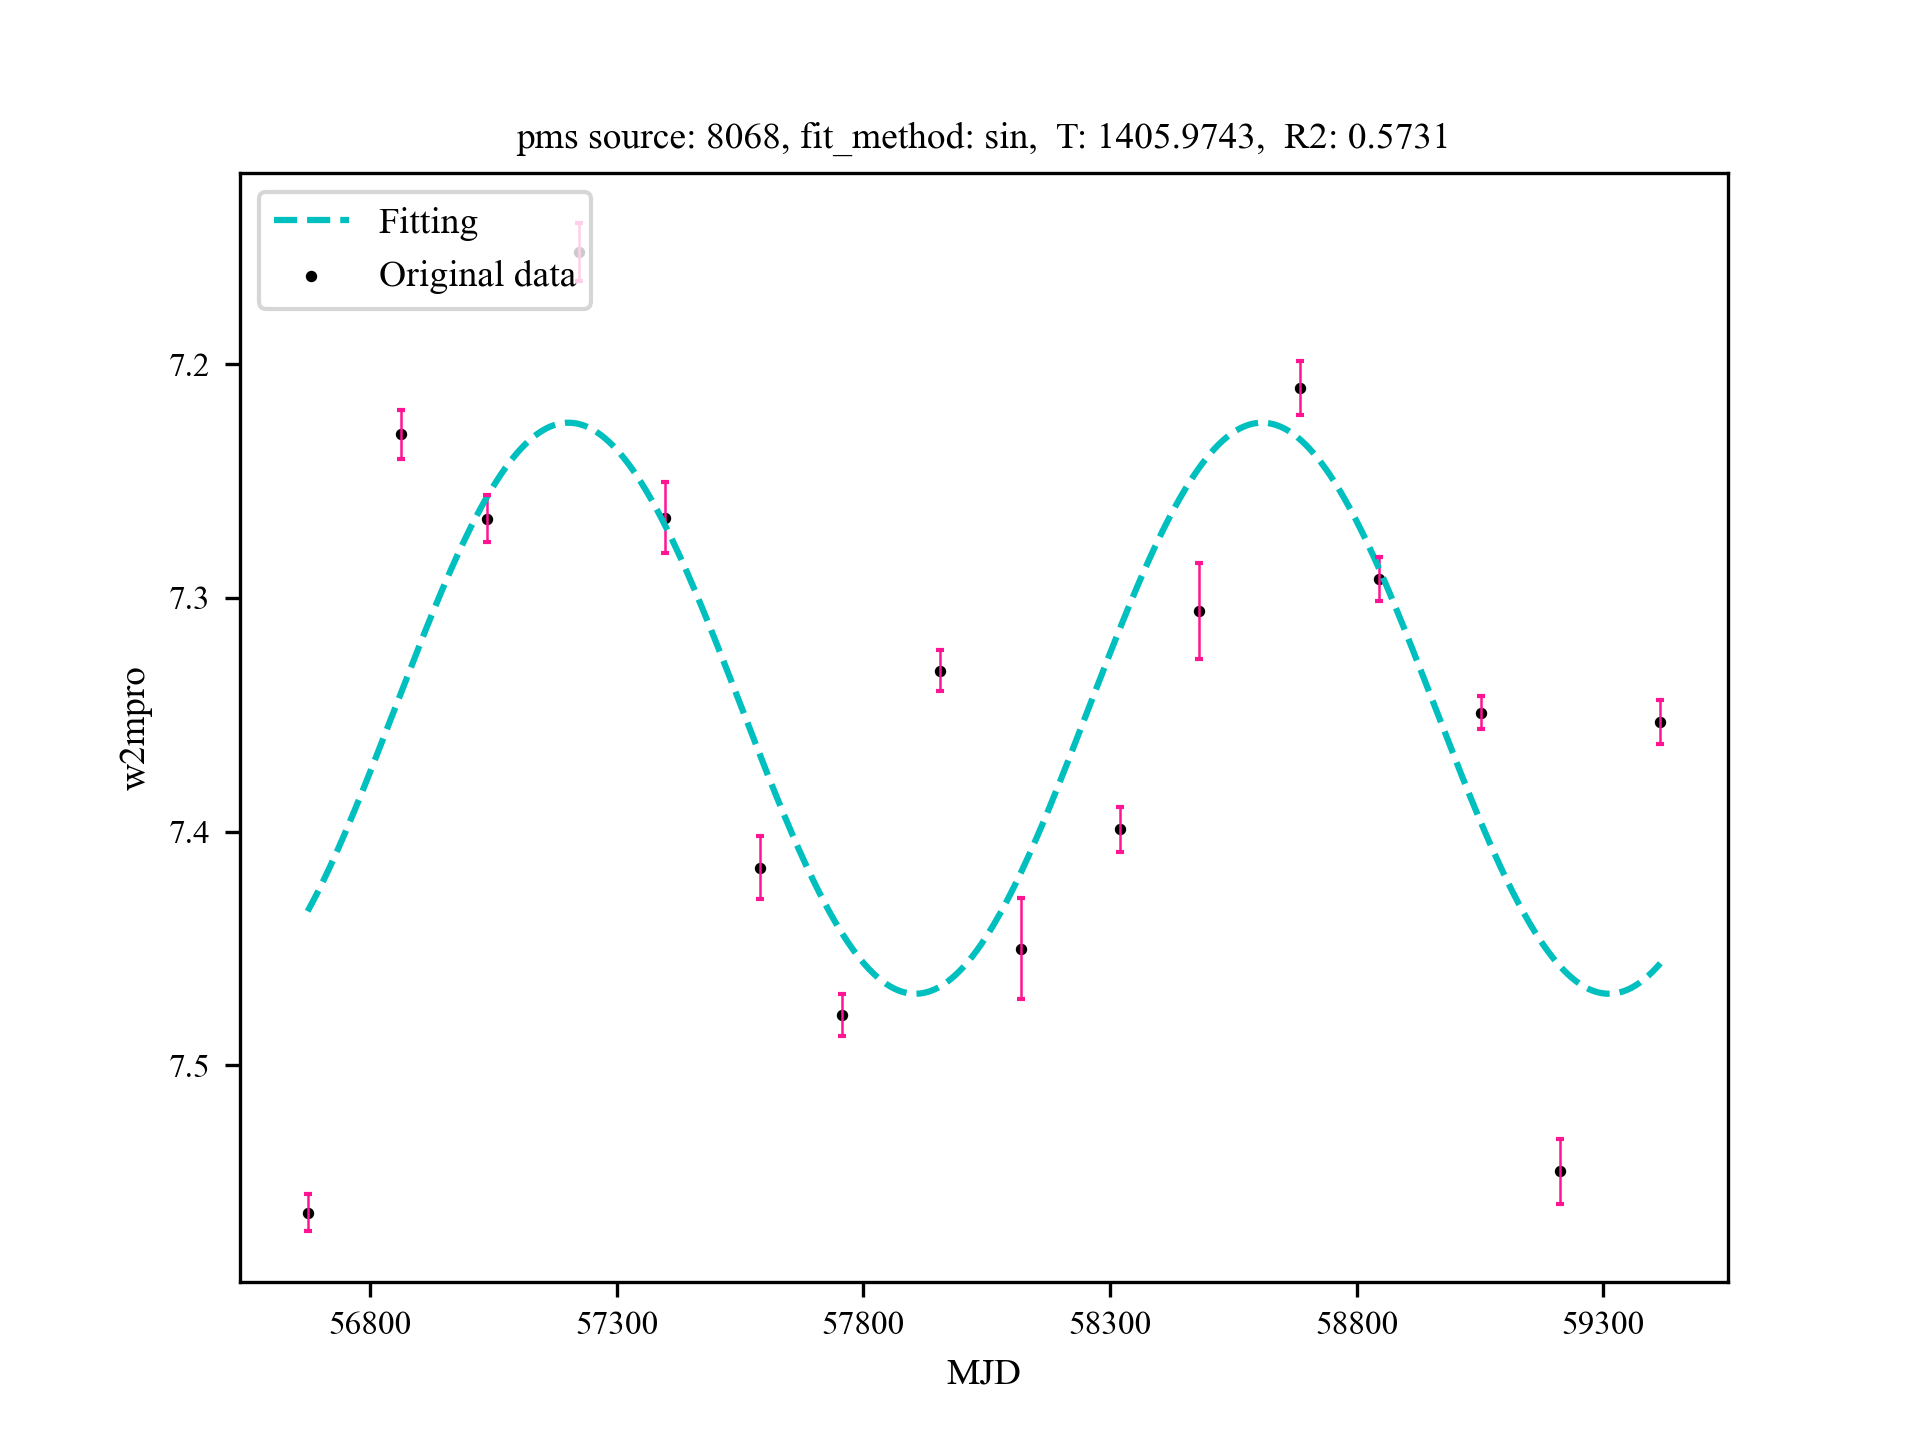 pms source: 8068, fit_method: sin, T: 1405.9743, R2: 0.5731
Fitting
Original data
7.2
7.3
7.4
7.5
w2mpro
56800 57300 57800 58300 58800 59300
MJD